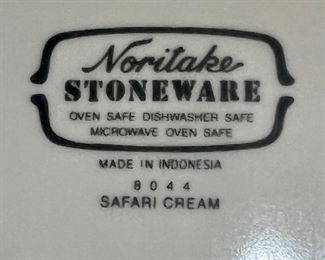 Noritake
STONEWARE
OVEN SAFE DISHWASHER SAFE
MICROWAVE OVEN SAFE
MADE IN INDONESIA
8044
SAFARI CREAM